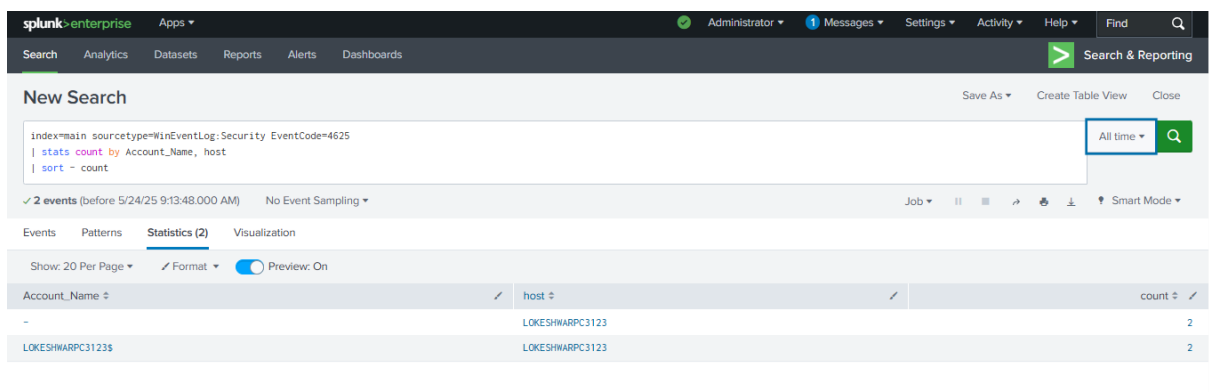 splunk>enterprise Apps Administrator 1 Messages Settings Activity Help Find
Search Analytics Datasets Reports Alerts Dashboards > Search & Reporting
New Search Save As Create Table View Close
index=main sourcetype=WinEventLog:Security EventCode=4625 All time
| stats count by Account_Name, host
| sort - count
2 events (before 5/24/25 9:13:48.000 AM) No Event Sampling Job Smart Mode
Events Patterns Statistics (2) Visualization
Show: 20 Per Page Format Preview: On
Account_Name host count
- LOKESHWARPC3123 2
LOKESHWARPC3123$ LOKESHWARPC3123 2